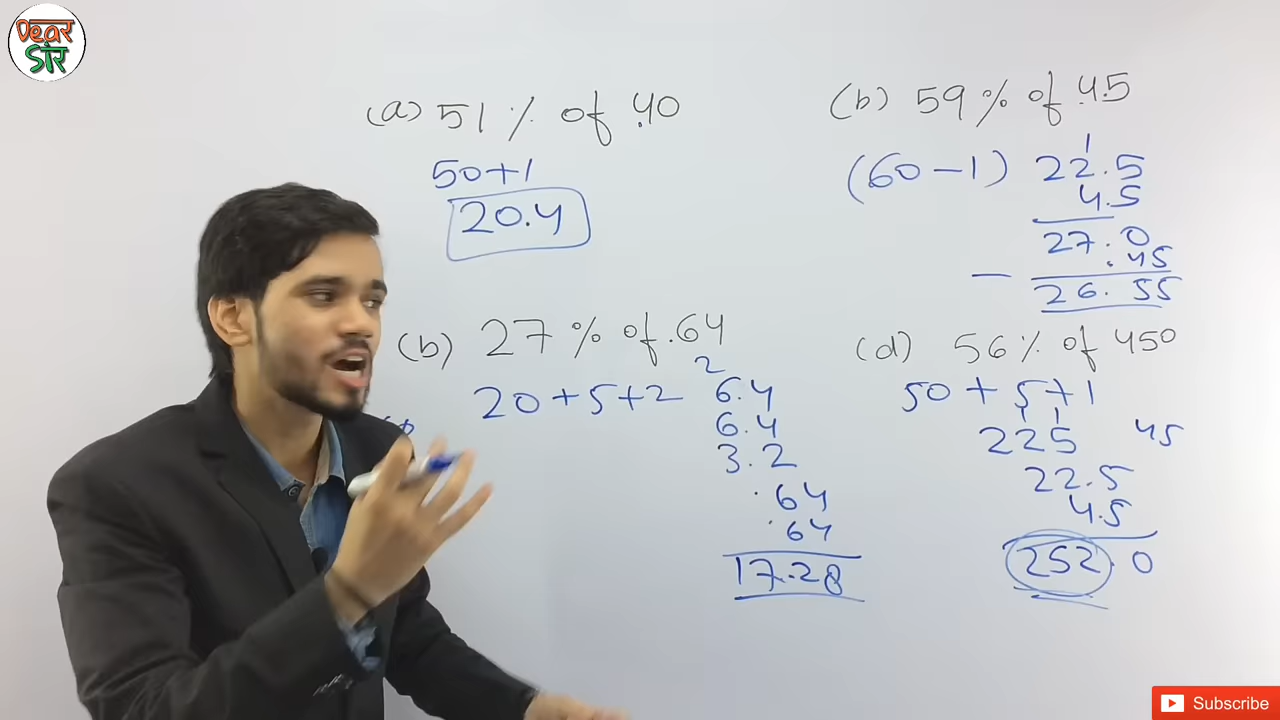 Dear
सर
(a) 51 % of 40
50+1
20.4
(b) 59 % of 45
(60 - 1)
1
22.5
4.5
27.0
.45
- 26.55
(b) 27 % of 64
20+5+2
2
6.4
6.4
3.2
.64
.64
17.28
(d) 56 % of 450
50 + 5 + 1
1 1
225
45
22.5
4.5
252.0
Subscribe